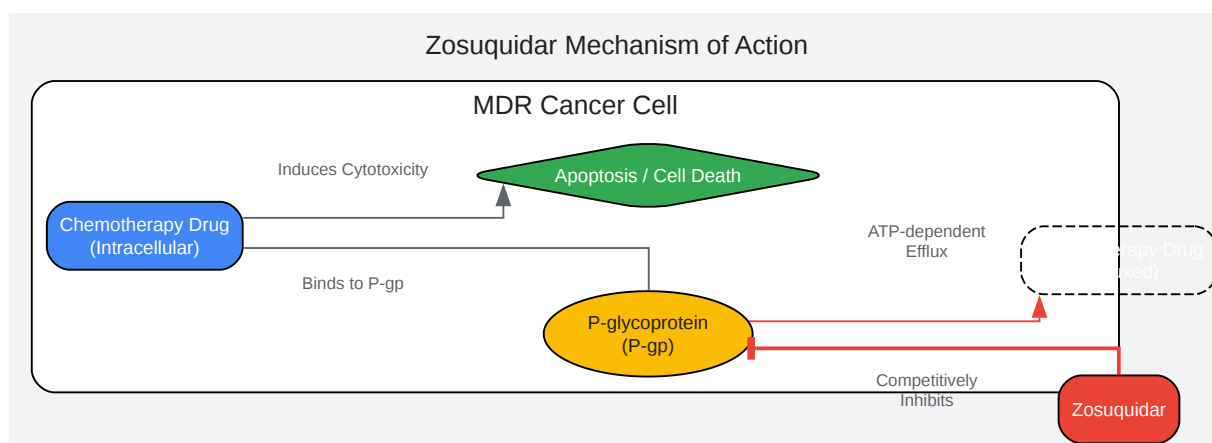 Zosuquidar Mechanism of Action
MDR Cancer Cell
Induces Cytotoxicity
Apoptosis / Cell Death
Chemotherapy Drug
(Intracellular)
ATP-dependent
Efflux
Drug
Binds to P-gp
P-glycoprotein
(P-gp)
Competitively
Inhibits
Zosuquidar